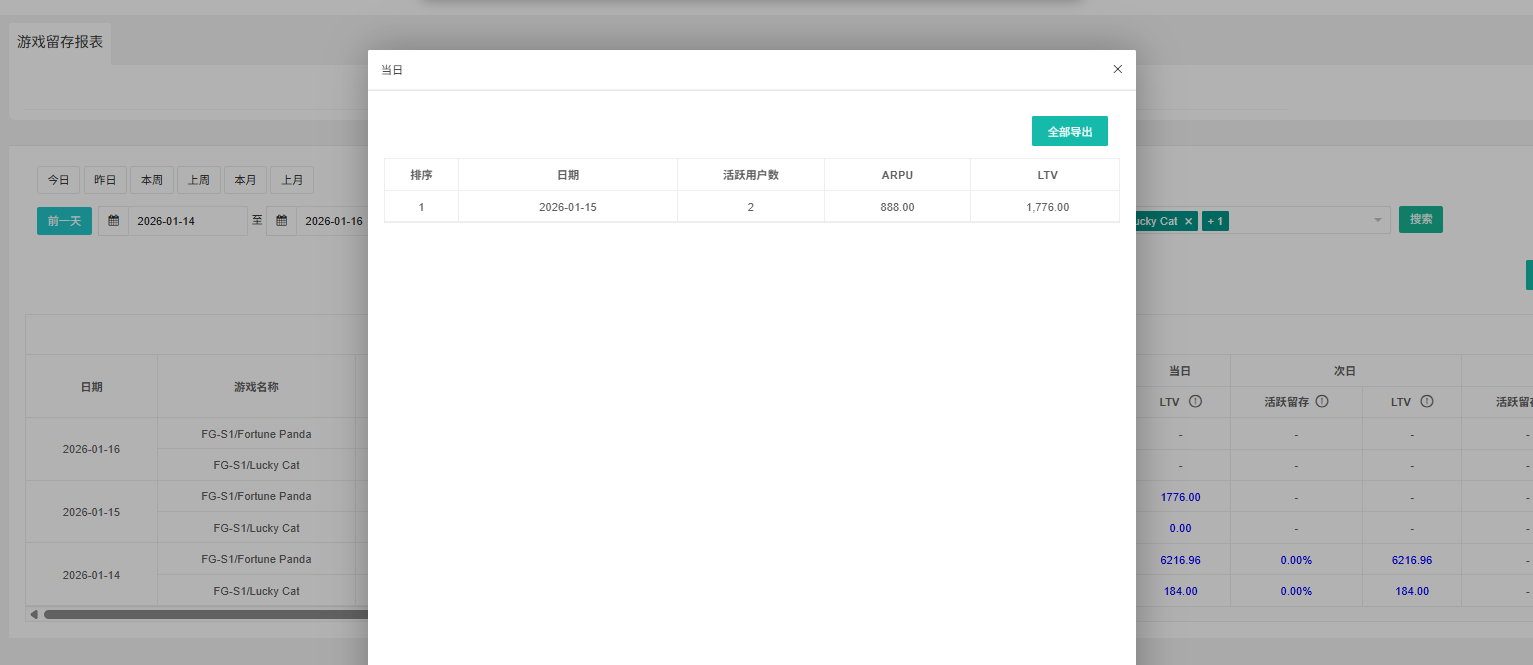 游戏留存报表
当日
全部导出
排序 日期 活跃用户数 ARPU LTV
1 2026-01-15 2 888.00 1,776.00
今日 昨日 本周 上周 本月 上月
前一天 2026-01-14 至 2026-01-16 ucky Cat × + 1 搜索
日期 游戏名称 当日 次日
LTV 活跃留存 LTV 活跃留存
2026-01-16 FG-S1/Fortune Panda - - - -
FG-S1/Lucky Cat - - - -
2026-01-15 FG-S1/Fortune Panda 1776.00 - - -
FG-S1/Lucky Cat 0.00 - - -
2026-01-14 FG-S1/Fortune Panda 6216.96 0.00% 6216.96 -
FG-S1/Lucky Cat 184.00 0.00% 184.00 -